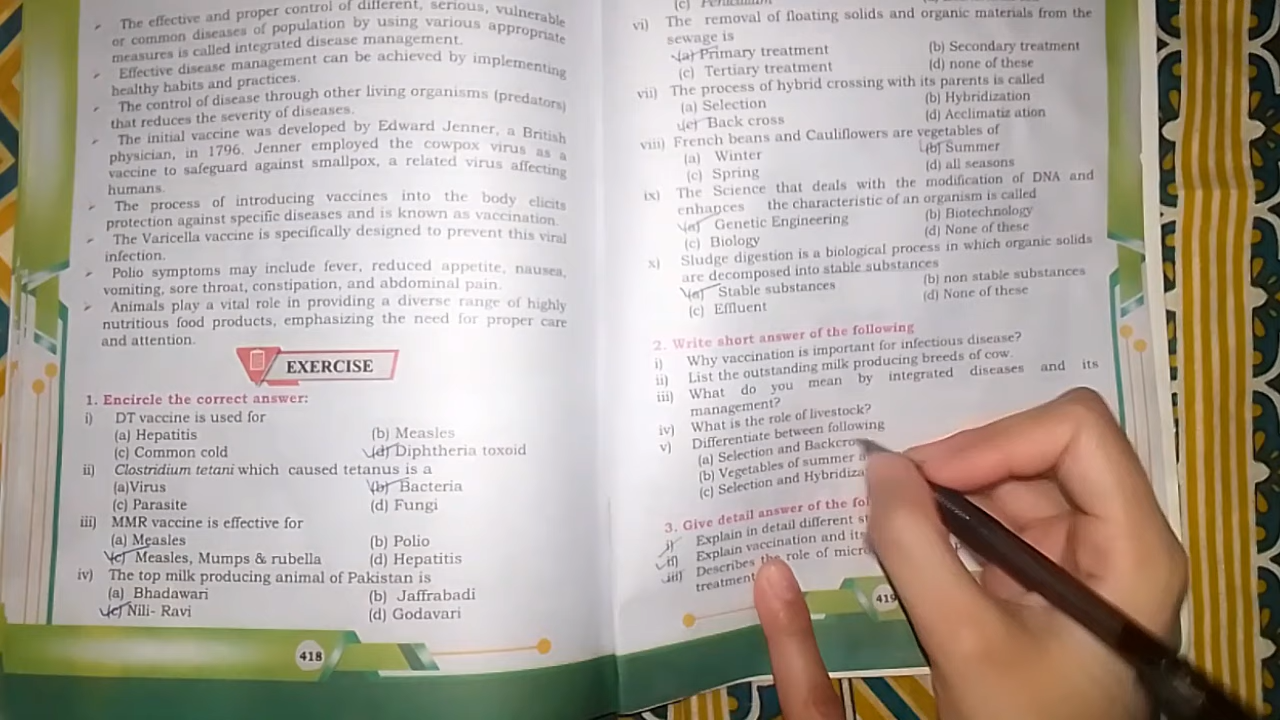 The effective and proper control of different, serious, vulnerable
or common diseases of population by using various appropriate
measures is called integrated disease management.
Effective disease management can be achieved by implementing
healthy habits and practices.
The control of disease through other living organisms (predators)
that reduces the severity of diseases.
The initial vaccine was developed by Edward Jenner, a British
physician, in 1796. Jenner employed the cowpox virus as a
vaccine to safeguard against smallpox, a related virus affecting
humans.
The process of introducing vaccines into the body elicits
protection against specific diseases and is known as vaccination.
The Varicella vaccine is specifically designed to prevent this viral
infection.
Polio symptoms may include fever, reduced appetite, nausea,
vomiting, sore throat, constipation, and abdominal pain.
Animals play a vital role in providing a diverse range of highly
nutritious food products, emphasizing the need for proper care
and attention.
EXERCISE
1. Encircle the correct answer:
i) DT vaccine is used for
(a) Hepatitis (b) Measles
(c) Common cold (d) Diphtheria toxoid
ii) Clostridium tetani which caused tetanus is a
(a)Virus (b) Bacteria
(c) Parasite (d) Fungi
iii) MMR vaccine is effective for
(a) Measles (b) Polio
(c) Measles, Mumps & rubella (d) Hepatitis
iv) The top milk producing animal of Pakistan is
(a) Bhadawari (b) Jaffrabadi
(c) Nili- Ravi (d) Godavari
418
(c)
vi) The removal of floating solids and organic materials from the
sewage is
(a) Primary treatment (b) Secondary treatment
(c) Tertiary treatment (d) none of these
vii) The process of hybrid crossing with its parents is called
(a) Selection (b) Hybridization
(c) Back cross (d) Acclimatiz ation
viii) French beans and Cauliflowers are vegetables of
(a) Winter (b) Summer
(c) Spring (d) all seasons
ix) The Science that deals with the modification of DNA and
enhances the characteristic of an organism is called
(a) Genetic Engineering (b) Biotechnology
(c) Biology (d) None of these
x) Sludge digestion is a biological process in which organic solids
are decomposed into stable substances
(a) Stable substances (b) non stable substances
(c) Effluent (d) None of these
2. Write short answer of the following
i) Why vaccination is important for infectious disease?
ii) List the outstanding milk producing breeds of cow.
iii) What do you mean by integrated diseases and its
management?
iv) What is the role of livestock?
v) Differentiate between following
(a) Selection and
(b) Vegetables of summer
(c) Selection and
3. Give detail answer of the
i) Explain in detail different
ii) Explain vaccination and its
iii) Describes the role of
treatment
419